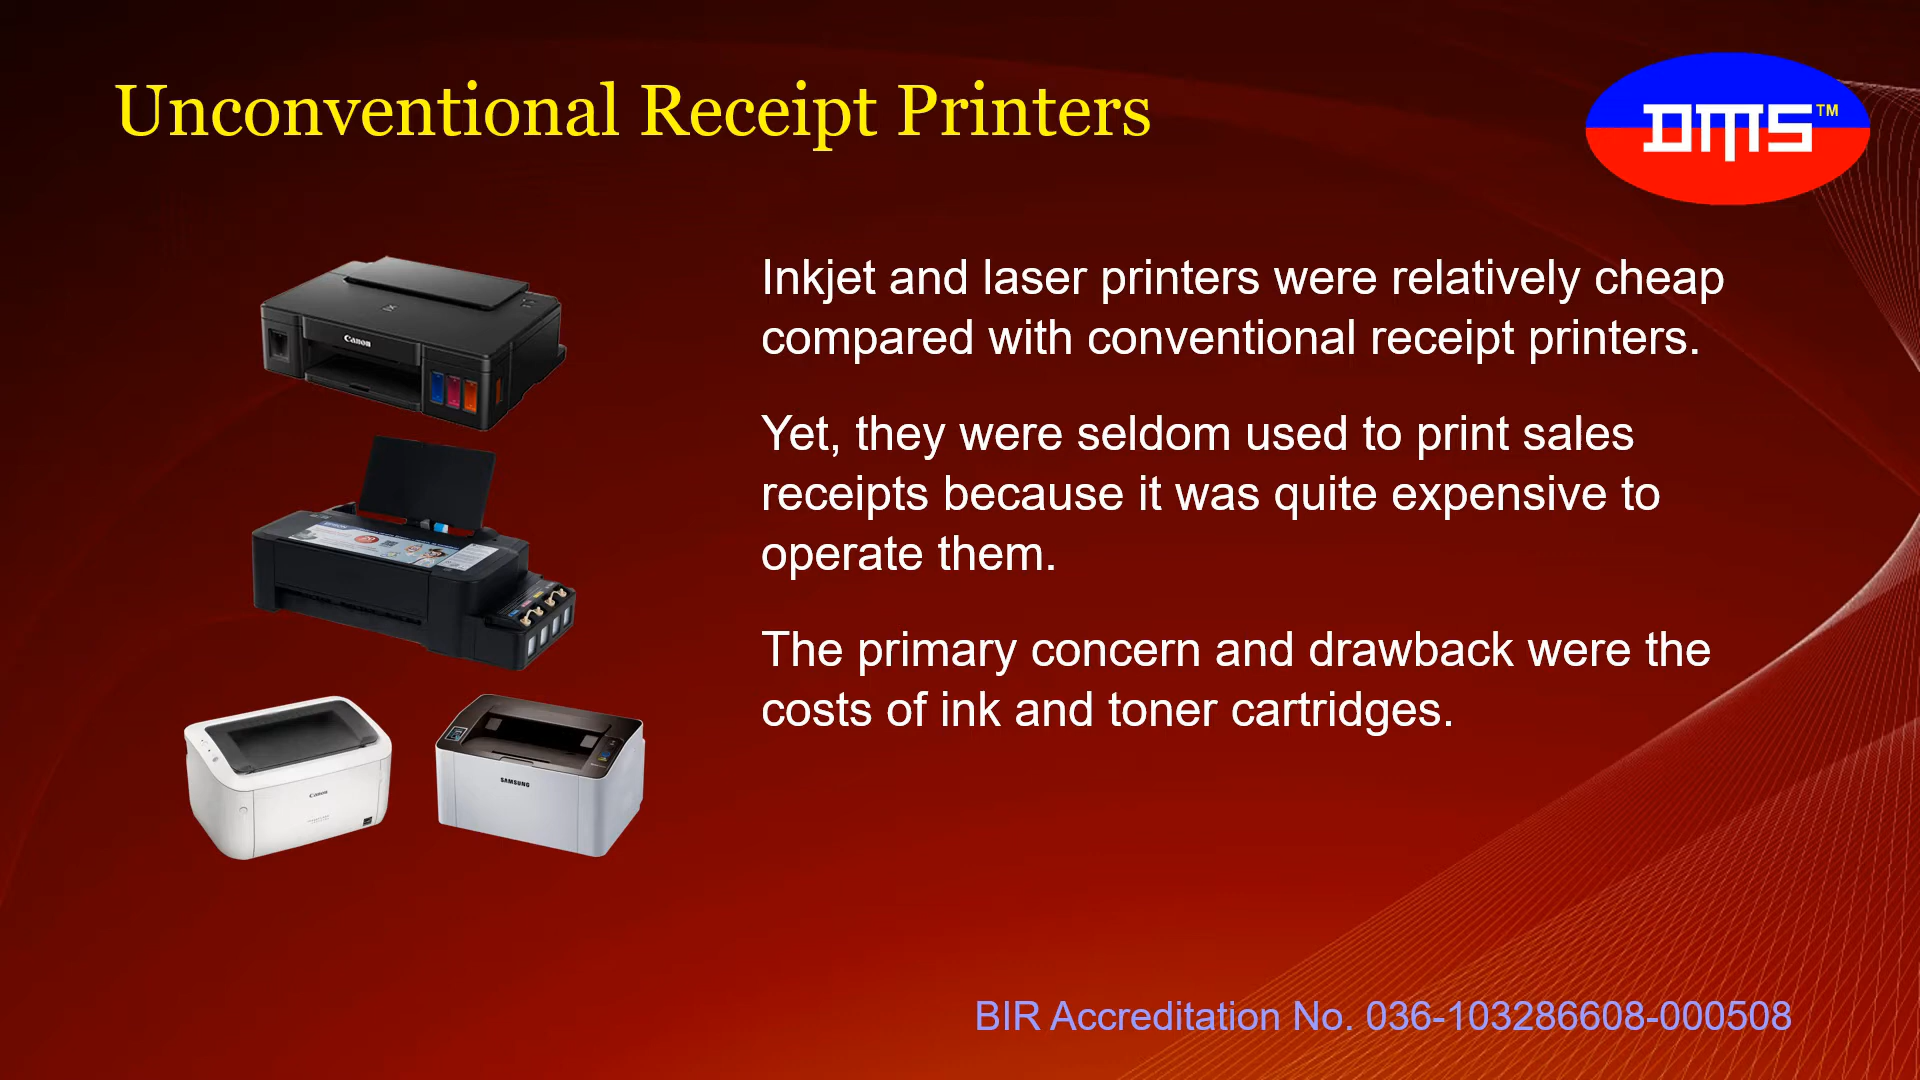 Unconventional Receipt Printers
DMS™
Inkjet and laser printers were relatively cheap
compared with conventional receipt printers.
Yet, they were seldom used to print sales
receipts because it was quite expensive to
operate them.
The primary concern and drawback were the
costs of ink and toner cartridges.
Canon
Canon
SAMSUNG
BIR Accreditation No. 036-103286608-000508